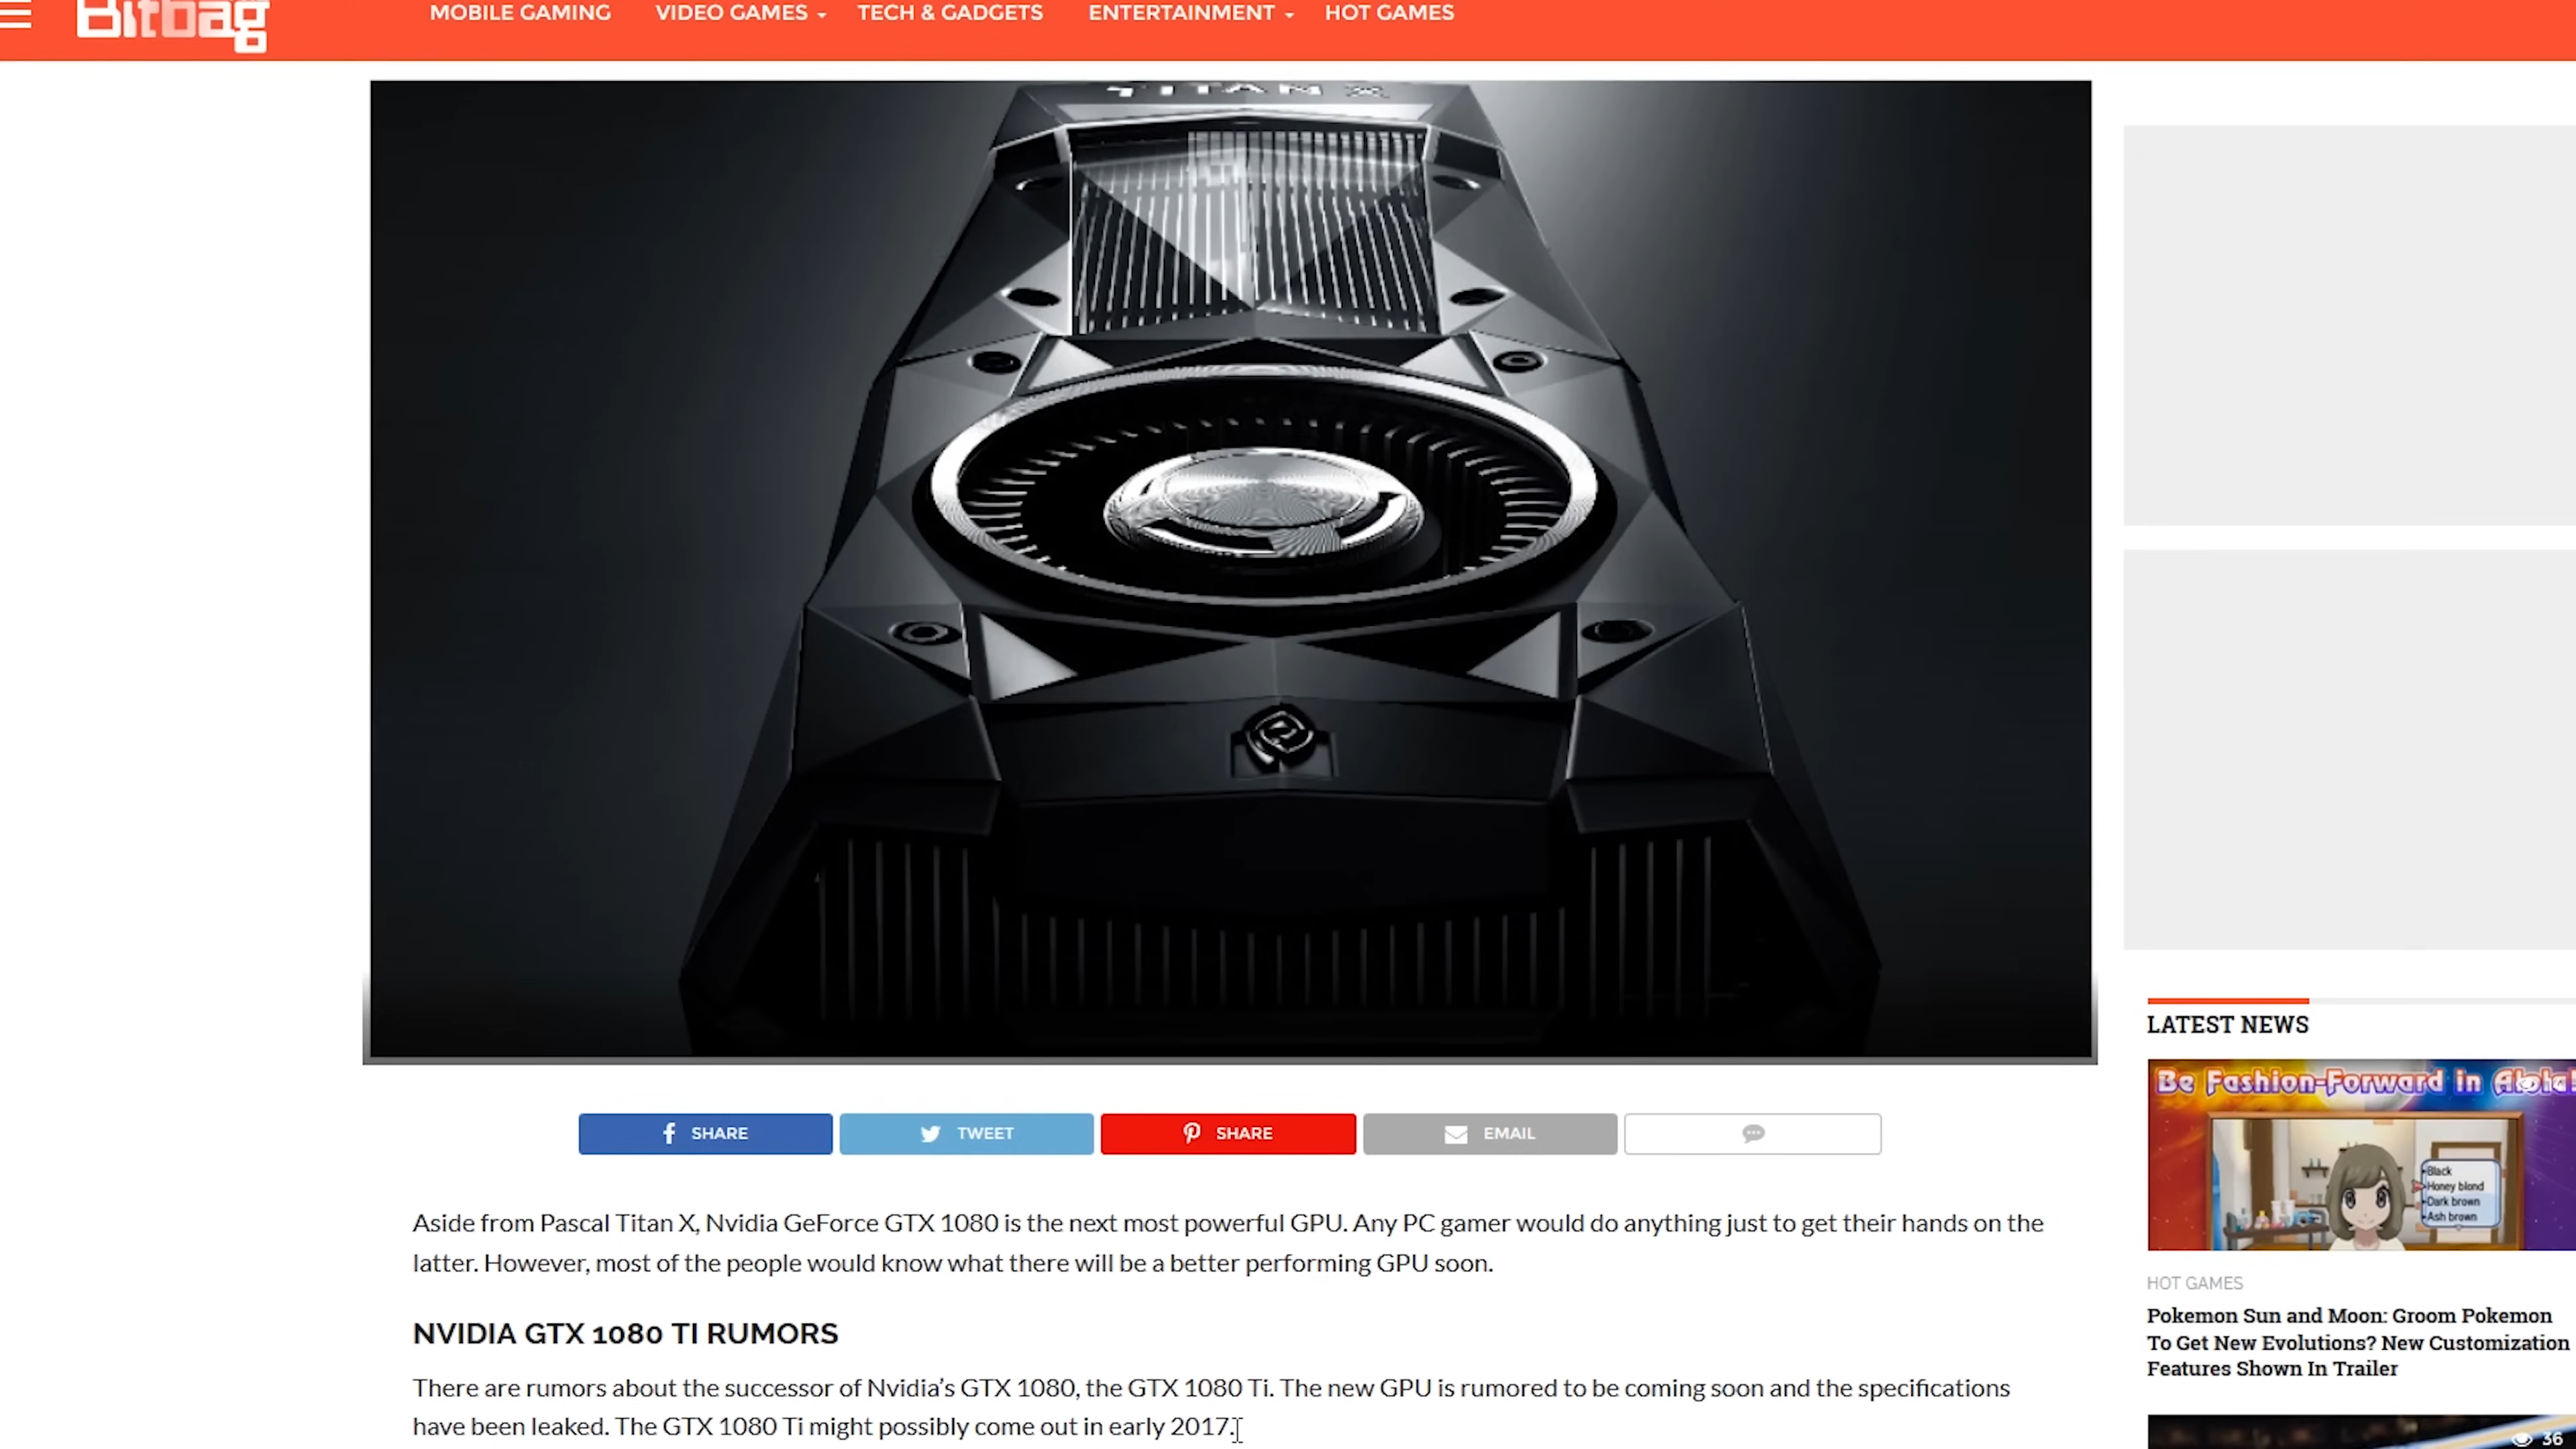 Bitbag
MOBILE GAMING
VIDEO GAMES
TECH & GADGETS
ENTERTAINMENT
HOT GAMES
TITAN X
SHARE
TWEET
SHARE
EMAIL
Aside from Pascal Titan X, Nvidia GeForce GTX 1080 is the next most powerful GPU. Any PC gamer would do anything just to get their hands on the
latter. However, most of the people would know what there will be a better performing GPU soon.
NVIDIA GTX 1080 TI RUMORS
There are rumors about the successor of Nvidia’s GTX 1080, the GTX 1080 Ti. The new GPU is rumored to be coming soon and the specifications
have been leaked. The GTX 1080 Ti might possibly come out in early 2017.
LATEST NEWS
Be Fashion-Forward in Alola!
Black
Honey blond
Dark brown
Ash brown
HOT GAMES
Pokemon Sun and Moon: Groom Pokemon
To Get New Evolutions? New Customization
Features Shown In Trailer
36